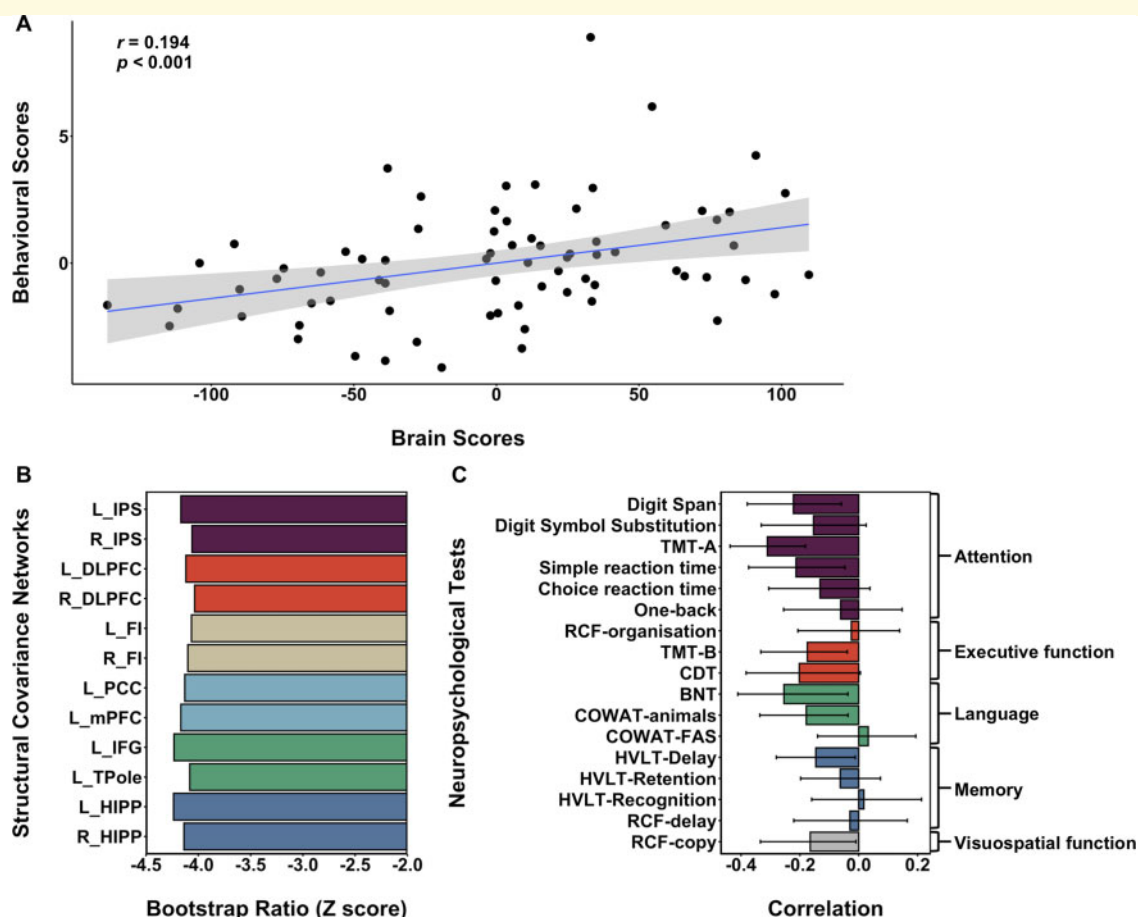 A
r = 0.194
p < 0.001
Behavioural Scores
5
0
-100
-50
0
50
100
Brain Scores
B
Structural Covariance Networks
L_IPS
R_IPS
L_DLPFC
R_DLPFC
L_FI
R_FI
L_PCC
L_mPFC
L_IFG
L_TPole
L_HIPP
R_HIPP
-4.5
-4.0
-3.5
-3.0
-2.5
-2.0
Bootstrap Ratio (Z score)
C
Neuropsychological Tests
Digit Span
Digit Symbol Substitution
TMT-A
Simple reaction time
Choice reaction time
One-back
RCF-organisation
TMT-B
CDT
BNT
COWAT-animals
COWAT-FAS
HVLT-Delay
HVLT-Retention
HVLT-Recognition
RCF-delay
RCF-copy
Attention
Executive function
Language
Memory
Visuospatial function
-0.4
-0.2
0.0
0.2
Correlation